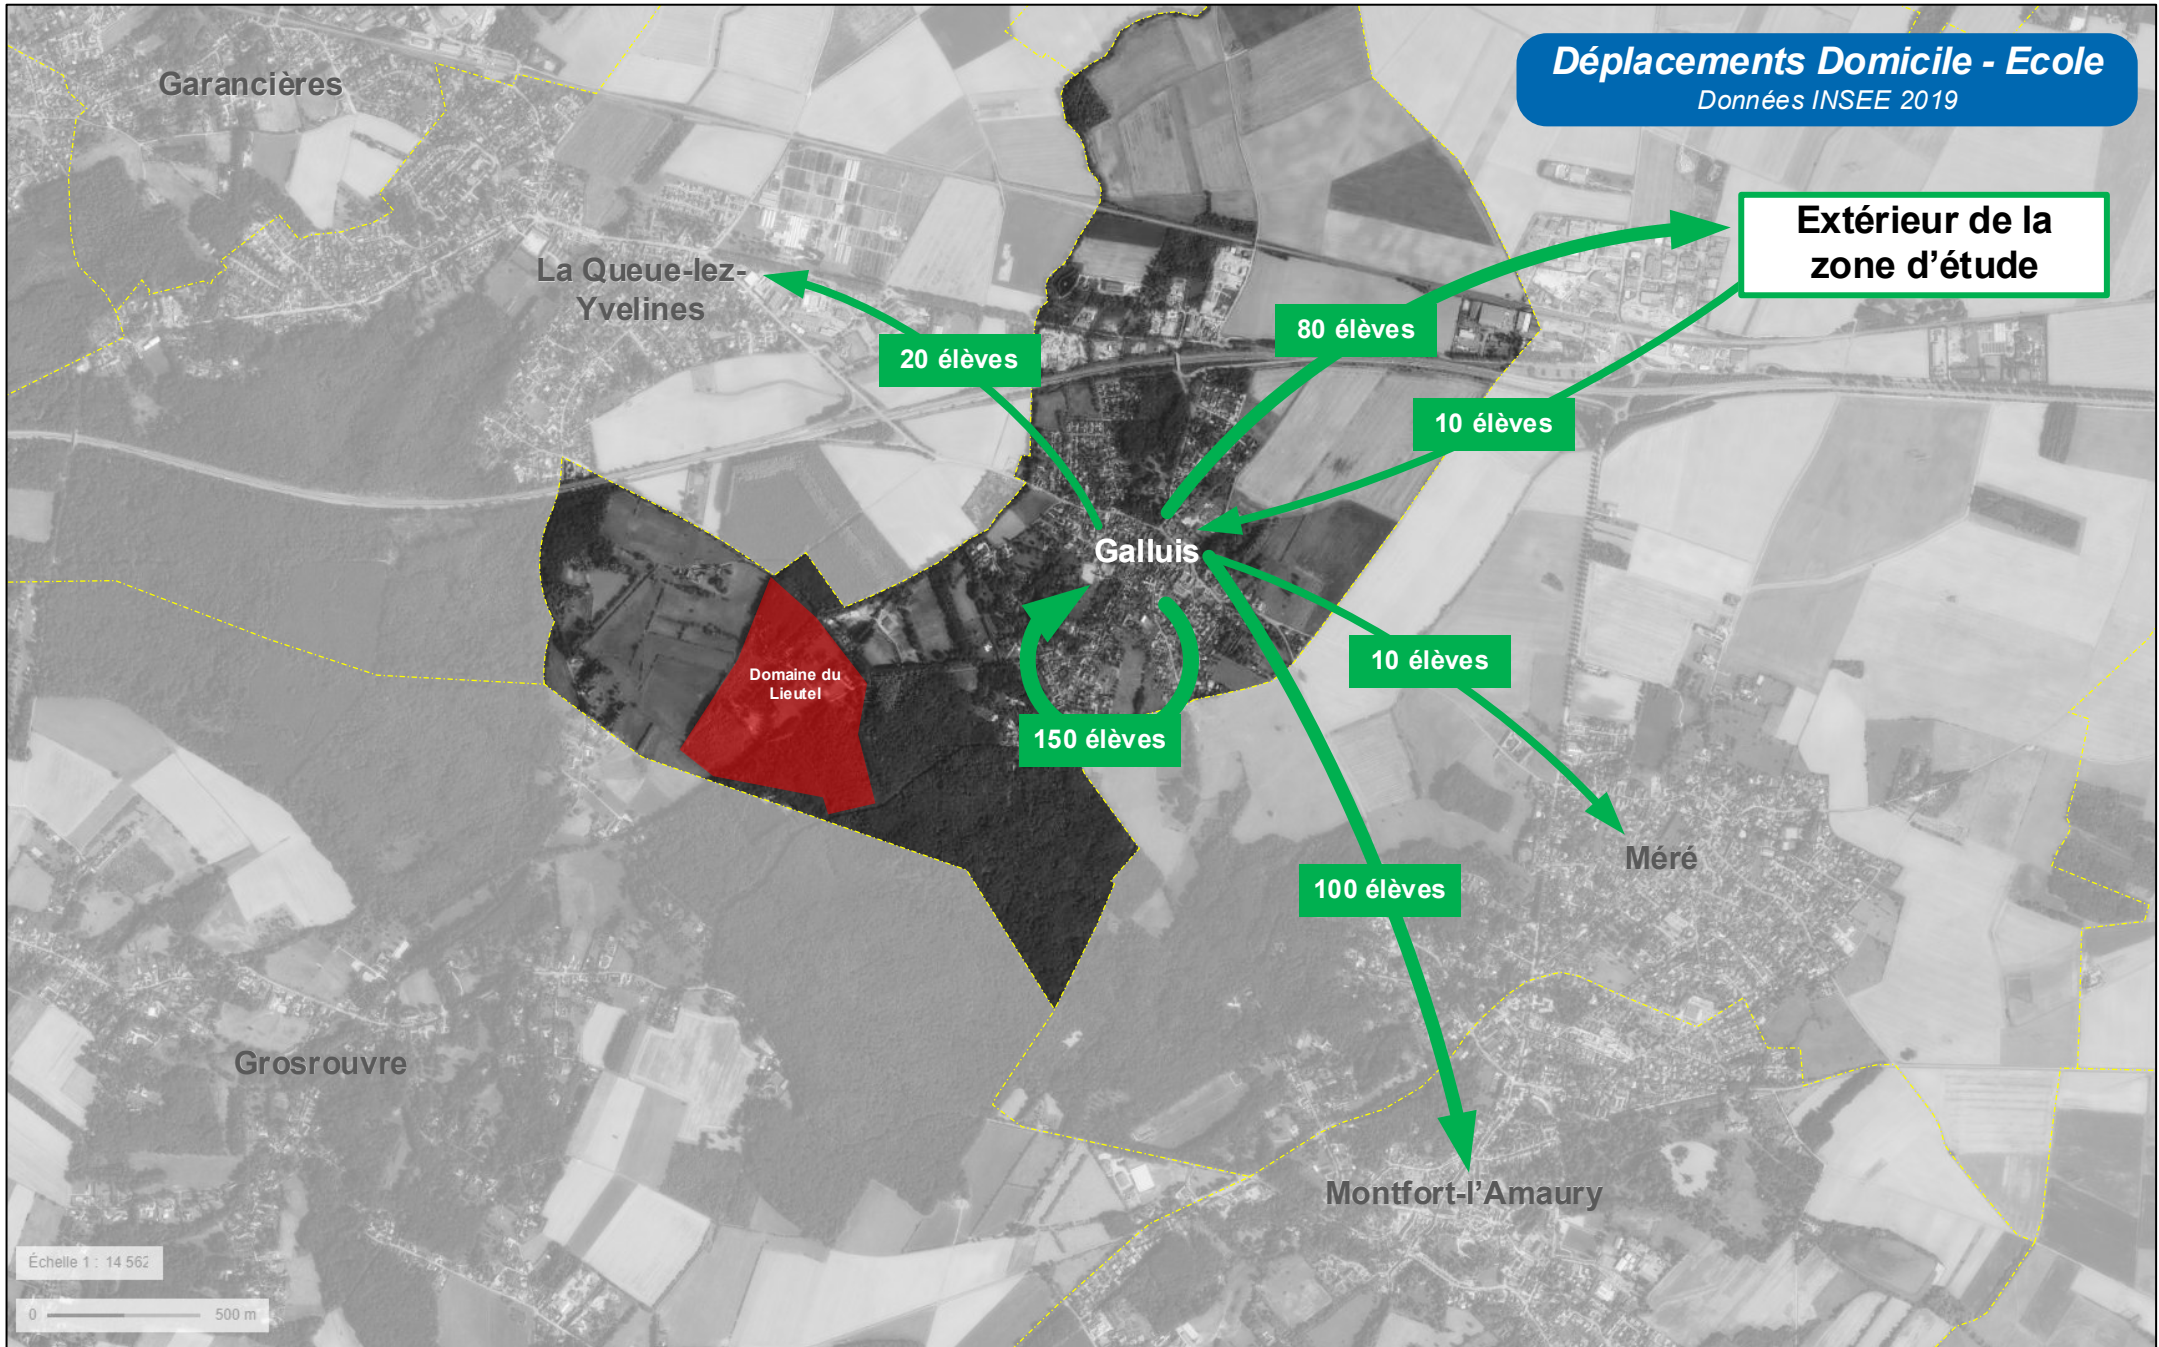 Déplacements Domicile - Ecole
Données INSEE 2019
Garancières
Extérieur de la
zone d'étude
La Queue-lez-
Yvelines
80 élèves
20 élèves
10 élèves
Galluis
10 élèves
Domaine du
Lieutel
150 élèves
Méré
100 élèves
Grosrouvre
Montfort-l'Amaury
Échelle 1 : 14 562
0 500 m